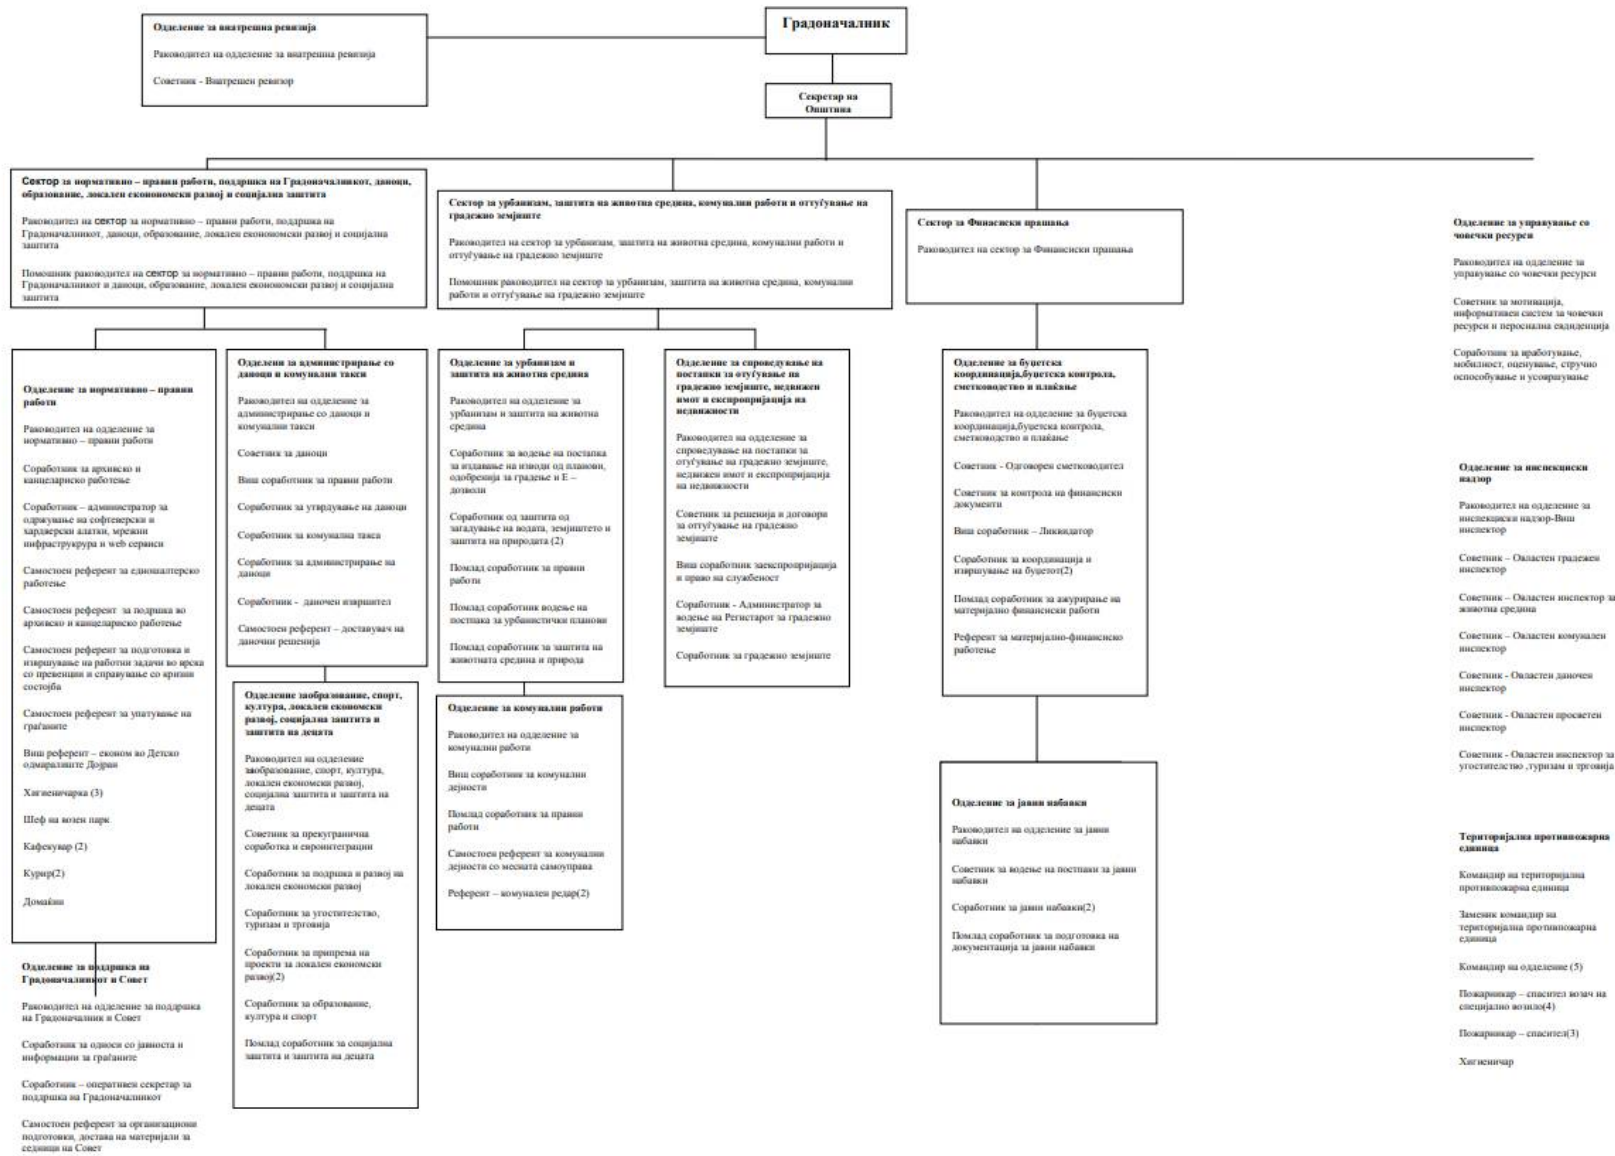 Градоначалник
Одделение за внатрешна ревизија
Раководител на одделение за внатрешна ревизија
Советник - Внатрешен ревизор
Секретар на
Општина
Сектор за нормативно – правни работи, поддршка на Градоначалникот, даноци,
образование, локален економски развој и социјална заштита
Раководител на сектор за нормативно – правни работи, поддршка на
Градоначалникот, даноци, образование, локален економски развој и социјална
заштита
Помошник раководител на сектор за нормативно – правни работи, поддршка на
Градоначалникот и даноци, образование, локален економски развој и социјална
заштита
Сектор за урбанизам, заштита на животна средина, комунални работи и оттуѓување на
градежно земјиште
Раководител на сектор за урбанизам, заштита на животна средина, комунални работи и
оттуѓување на градежно земјиште
Помошник раководител на сектор за урбанизам, заштита на животна средина, комунални
работи и оттуѓување на градежно земјиште
Сектор за Финасиски прашања
Раководител на сектор за Финансиски прашања
Одделение за управување со
човечки ресурси
Раководител на одделение за
управување со човечки ресурси
Советник за мотивација,
информативен систем за човечки
ресурси и пероснална евдиденција
Соработник за вработување,
мобилност, оценување, стручно
оспособување и усовршување
Одделение за нормативно – правни
работи
Раководител на одделение за
нормативно – правни работи
Соработник за архивско и
канцелариско работење
Соработник – администратор за
одржување на софтверски и
хардверски алатки, мрежни
инфраструкрура и web сервиси
Самостоен референт за едношалтерско
работење
Самостоен референт за подршка во
архивско и канцелариско работење
Самостоен референт за подготовка и
извршување на работни задачи во врска
со превенции и справување со кризни
состојба
Самостоен референт за упатување на
граѓаните
Виш референт – економ во Детско
одмаралиште Дојран
Хигиеничарка (3)
Шеф на возен парк
Кафекувар (2)
Курир(2)
Домаќин
Одделение за поддршка на
Градоначалникот и Совет
Раководител на одделение за поддршка
на Градоначалник и Совет
Соработник за односи со јавноста и
информации за граѓаните
Соработник – оперативен секретар за
поддршка на Градоначалникот
Самостоен референт за организациони
подготовки, достава на материјали за
седници на Совет
Одделени за администрирање со
даноци и комунални такси
Раководител на одделение за
администрирање со даноци и
комунални такси
Советник за даноци
Виш соработник за правни работи
Соработник за утврдување на даноци
Соработник за комунална такса
Соработник за администрирање на
даноци
Соработник - даночен извршител
Самостоен референт – доставувач на
даночни решенија
Одделение заобразование, спорт,
култура, локален економски
развој, социјална заштита и
заштита на децата
Раководител на одделение
заобразование, спорт, култура,
локален економски развој,
социјална заштита и заштита на
децата
Советник за прекугранична
соработка и евроинтеграции
Соработник за подршка и развој на
локален економски развој
Соработник за угостителство,
туризам и трговија
Соработник за припрема на
проекти за локален економски
развој(2)
Соработник за образование,
култура и спорт
Помлад соработник за социјална
заштита и заштита на децата
Одделение за урбанизам и
заштита на животна средина
Раководител на одделение за
урбанизам и заштита на животна
средина
Соработник за водење на постапка
за издавање на изводи од планови,
одобренија за градење и Е –
дозволи
Соработник од заштита од
загадување на водата, земјиштето и
заштита на природата (2)
Помлад соработник за правни
работи
Помлад соработник водење на
постпака за урбанистички планови
Помлад соработник за заштита на
животната средина и природа
Одделение за комунални работи
Раководител на одделение за
комунални работи
Виш соработник за комунални
дејности
Помлад соработник за правни
работи
Самостоен референт за комунални
дејности со месната самоуправа
Референт – комунален редар(2)
Одделение за спроведување на
постапки за отуѓување на
градежно земјиште, недвижен
имот и експропријација на
недвижности
Раководител на одделение за
спроведување на постапки за
отуѓување на градежно земјиште,
недвижен имот и експропријација
на недвижности
Советник за решенија и договори
за оттуѓување на градежно
земјиште
Виш соработник заекспропријација
и право на службеност
Соработник - Администратор за
водење на Регистарот за градежно
земјиште
Соработник за градежно земјиште
Одделение за буџетска
координација,буџетска контрола,
сметководство и плаќање
Раководител на одделение за буџетска
координација,буџетска контрола,
сметководство и плаќање
Советник - Одговорен сметководител
Советник за контрола на финансиски
документи
Виш соработник – Ликвидатор
Соработник за координација и
извршување на буџетот(2)
Помлад соработник за ажурирање на
материјално финансиски работи
Референт за материјално-финансиско
работење
Одделение за јавни набавки
Раководител на одделение за јавни
набавки
Советник за водење на постпаки за јавни
набавки
Соработник за јавни набавки(2)
Помлад соработник за подготовка на
документација за јавни набавки
Одделение за инспекциски
надзор
Раководител на одделение за
инспекциски надзор-Виш
инспектор
Советник – Овластен градежен
инспектор
Советник – Овластен инспектор за
животна средина
Советник – Овластен комунален
инспектор
Советник - Овластен даночен
инспектор
Советник - Овластен просветен
инспектор
Советник - Овластен инспектор за
угостителство ,туризам и трговија
Територијална противпожарна
единица
Командир на територијална
противпожарна единица
Заменик командир на
територијална противпожарна
единица
Командир на одделение (5)
Пожарникар – спасител возач на
специјално возило(4)
Пожарникар – спасител(3)
Хигиеничар